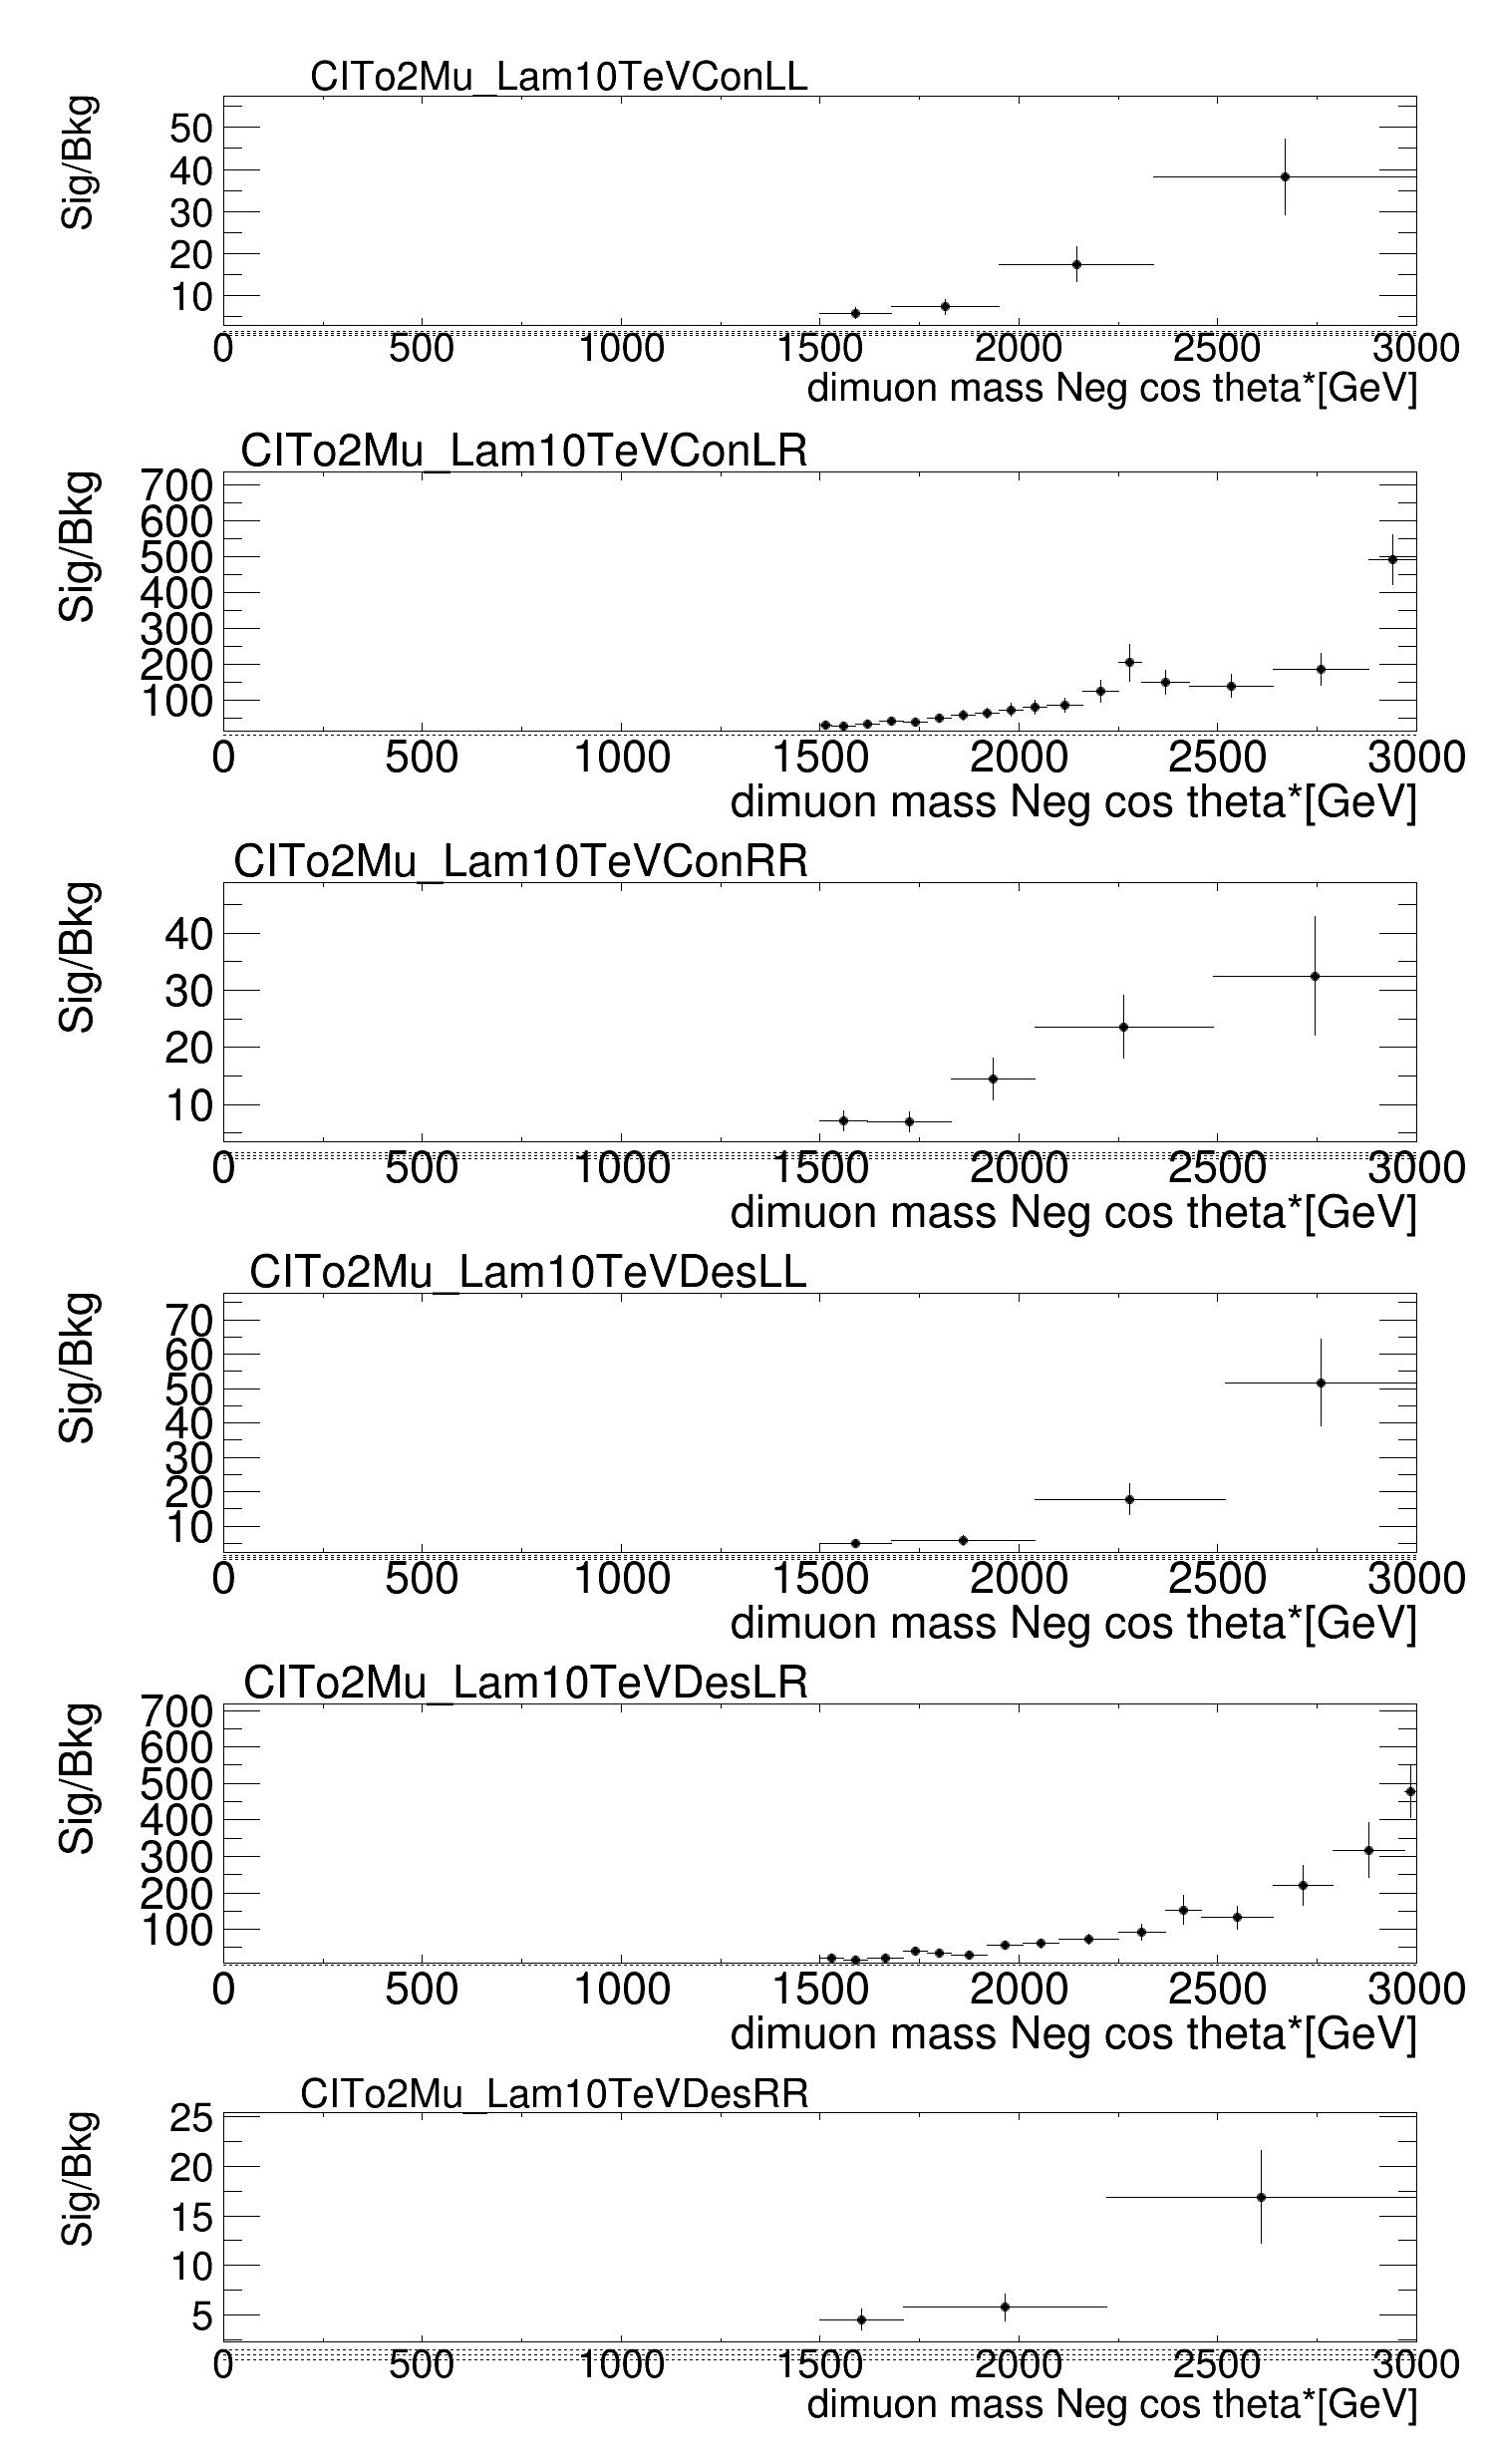 CITo2Mu_Lam10TeVConLL
Sig/Bkg
50
40
30
20
10
0 500 1000 1500 2000 2500 3000
dimuon mass Neg cos theta*[GeV]
CITo2Mu_Lam10TeVConLR
Sig/Bkg
700
600
500
400
300
200
100
0 500 1000 1500 2000 2500 3000
dimuon mass Neg cos theta*[GeV]
CITo2Mu_Lam10TeVConRR
Sig/Bkg
40
30
20
10
0 500 1000 1500 2000 2500 3000
dimuon mass Neg cos theta*[GeV]
CITo2Mu_Lam10TeVDesLL
Sig/Bkg
70
60
50
40
30
20
10
0 500 1000 1500 2000 2500 3000
dimuon mass Neg cos theta*[GeV]
CITo2Mu_Lam10TeVDesLR
Sig/Bkg
700
600
500
400
300
200
100
0 500 1000 1500 2000 2500 3000
dimuon mass Neg cos theta*[GeV]
CITo2Mu_Lam10TeVDesRR
Sig/Bkg
25
20
15
10
5
0 500 1000 1500 2000 2500 3000
dimuon mass Neg cos theta*[GeV]